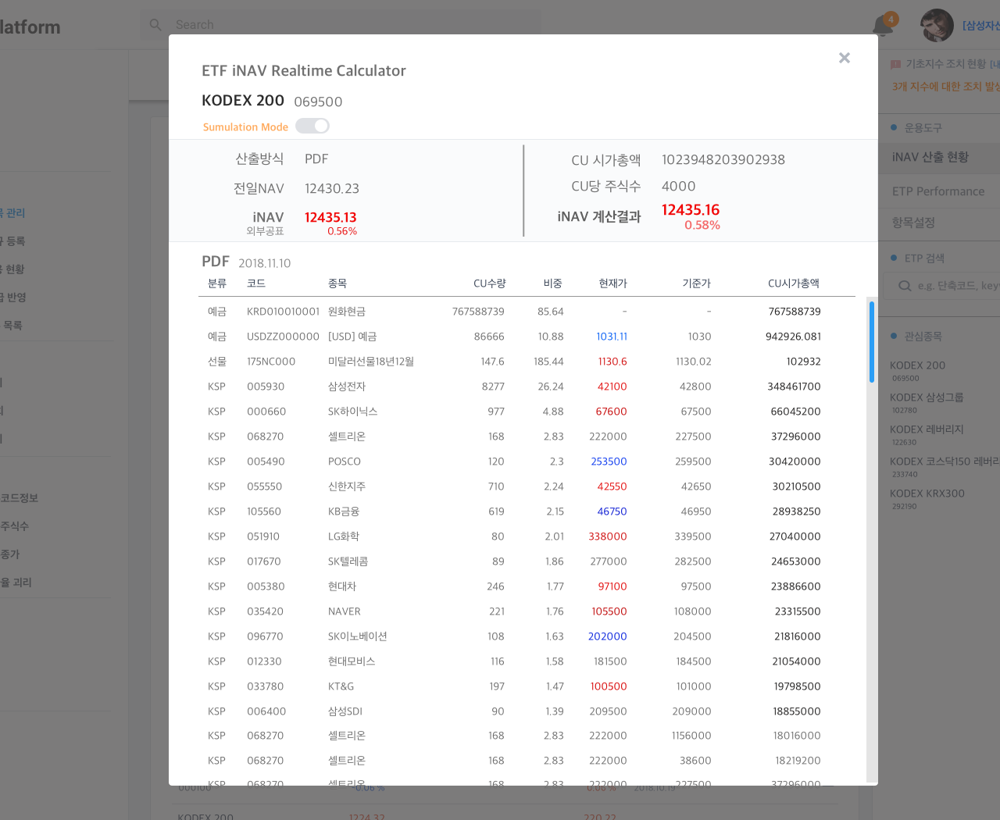 latform
Search
4
[삼성자산
ETF iNAV Realtime Calculator
KODEX 200 069500
Sumulation Mode
산출방식 PDF
전일NAV 12430.23
iNAV 12435.13
외부공표 0.56%
CU 시가총액 1023948203902938
CU당 주식수 4000
iNAV 계산결과 12435.16
0.58%
PDF 2018.11.10
분류 코드 종목 CU수량 비중 현재가 기준가 CU시가총액
예금 KRD010010001 원화현금 767588739 85.64 - - 767588739
예금 USDZZ000000 [USD] 예금 86666 10.88 1031.11 1030 942926.081
선물 175NC000 미달러선물18년12월 147.6 185.44 1130.6 1130.02 102932
KSP 005930 삼성전자 8277 26.24 42100 42800 348461700
KSP 000660 SK하이닉스 977 4.88 67600 67500 66045200
KSP 068270 셀트리온 168 2.83 222000 227500 37296000
KSP 005490 POSCO 120 2.3 253500 259500 30420000
KSP 055550 신한지주 710 2.24 42550 42650 30210500
KSP 105560 KB금융 619 2.15 46750 46950 28938250
KSP 051910 LG화학 80 2.01 338000 339500 27040000
KSP 017670 SK텔레콤 89 1.86 277000 282500 24653000
KSP 005380 현대차 246 1.77 97100 97500 23886600
KSP 035420 NAVER 221 1.76 105500 108000 23315500
KSP 096770 SK이노베이션 108 1.63 202000 204500 21816000
KSP 012330 현대모비스 116 1.58 181500 184500 21054000
KSP 033780 KT&G 197 1.47 100500 101000 19798500
KSP 006400 삼성SDI 90 1.39 209500 209000 18855000
KSP 068270 셀트리온 168 2.83 222000 1156000 18016000
KSP 068270 셀트리온 168 2.83 222000 38600 18219200
KSP 068270 셀트리온 168 2.83 222000 227500 37296000
2018.10.19
KODEX 200 1224.32 220.22
관리
등록
현황
반영
목록
코드정보
주식수
종가
율 괴리
기초지수 조치 현황 [내
3개 지수에 대한 조치 발생
운용도구
iNAV 산출 현황
ETP Performance
항목설정
ETP 검색
e.g. 단축코드, key
관심종목
KODEX 200
069500
KODEX 삼성그룹
102780
KODEX 레버리지
122630
KODEX 코스닥150 레버리
233740
KODEX KRX300
292190